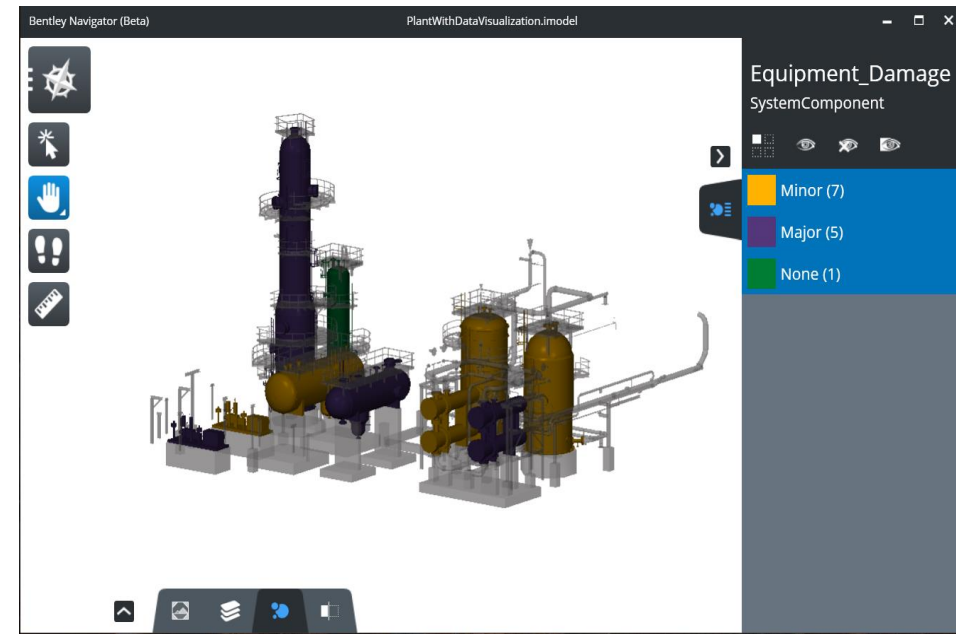 Bentley Navigator (Beta)
PlantWithDataVisualization.imodel
Equipment_Damage
SystemComponent
Minor (7)
Major (5)
None (1)